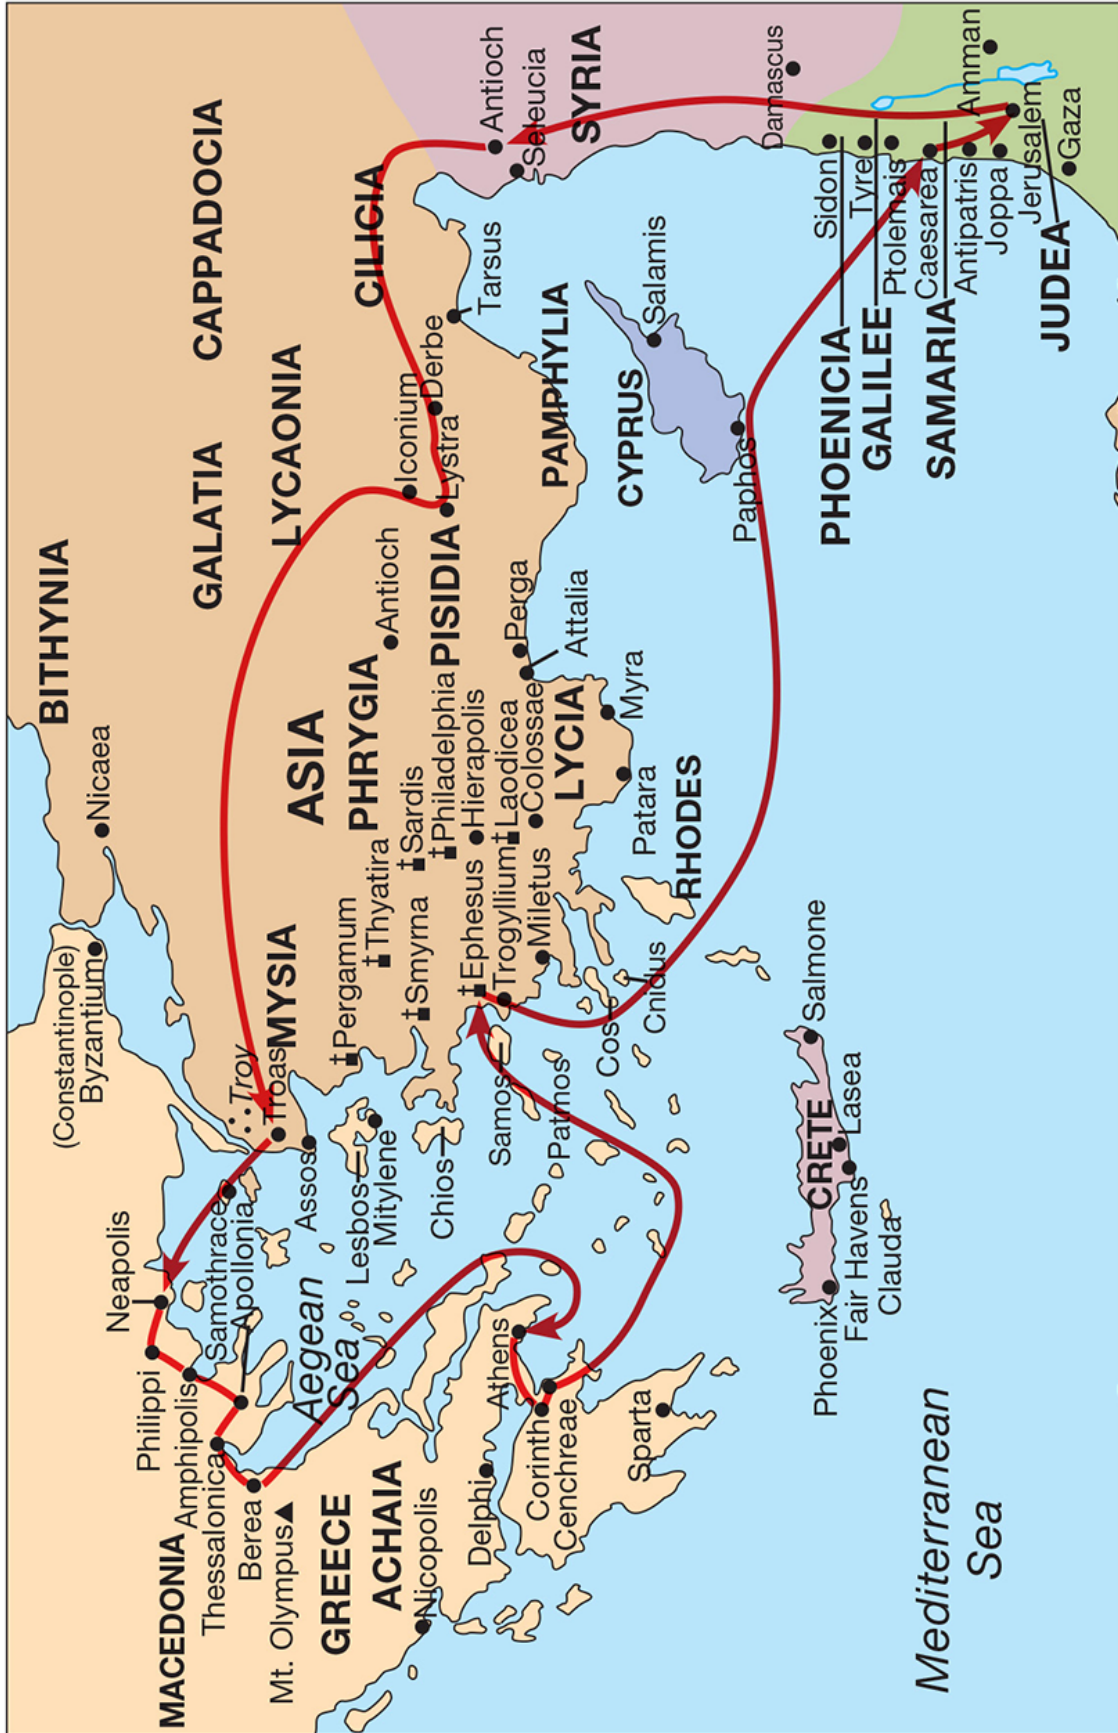 BITHYNIA
Nicaea
(Constantinople)
Byzantium
GALATIA
CAPPADOCIA
LYCAONIA
CILICIA
Antioch
Seleucia
SYRIA
Tarsus
Derbe
Iconium
Lystra
Antioch
PISIDIA
PHRYGIA
ASIA
MYSIA
Troy
Troas
Assos
‡Pergamum
‡Thyatira
‡Sardis
‡Smyrna
‡Philadelphia
Hierapolis
‡Ephesus
‡Laodicea
Trogyllium
Colossae
Miletus
LYCIA
Perga
Attalia
PAMPHYLIA
Myra
Patara
RHODES
Cnidus
Cos
Patmos
Samos
Chios
Lesbos
Mitylene
Neapolis
Samothrace
Apollonia
Philippi
Amphipolis
Thessalonica
MACEDONIA
Berea
Mt. Olympus
Aegean
Sea
GREECE
ACHAIA
Nicopolis
Delphi
Athens
Corinth
Cenchreae
Sparta
CRETE
Salmone
Lasea
Fair Havens
Phoenix
Clauda
Mediterranean
Sea
CYPRUS
Salamis
Paphos
Damascus
Sidon
Tyre
Ptolemais
Caesarea
Antipatris
Joppa
Jerusalem
Amman
Gaza
PHOENICIA
GALILEE
SAMARIA
JUDEA